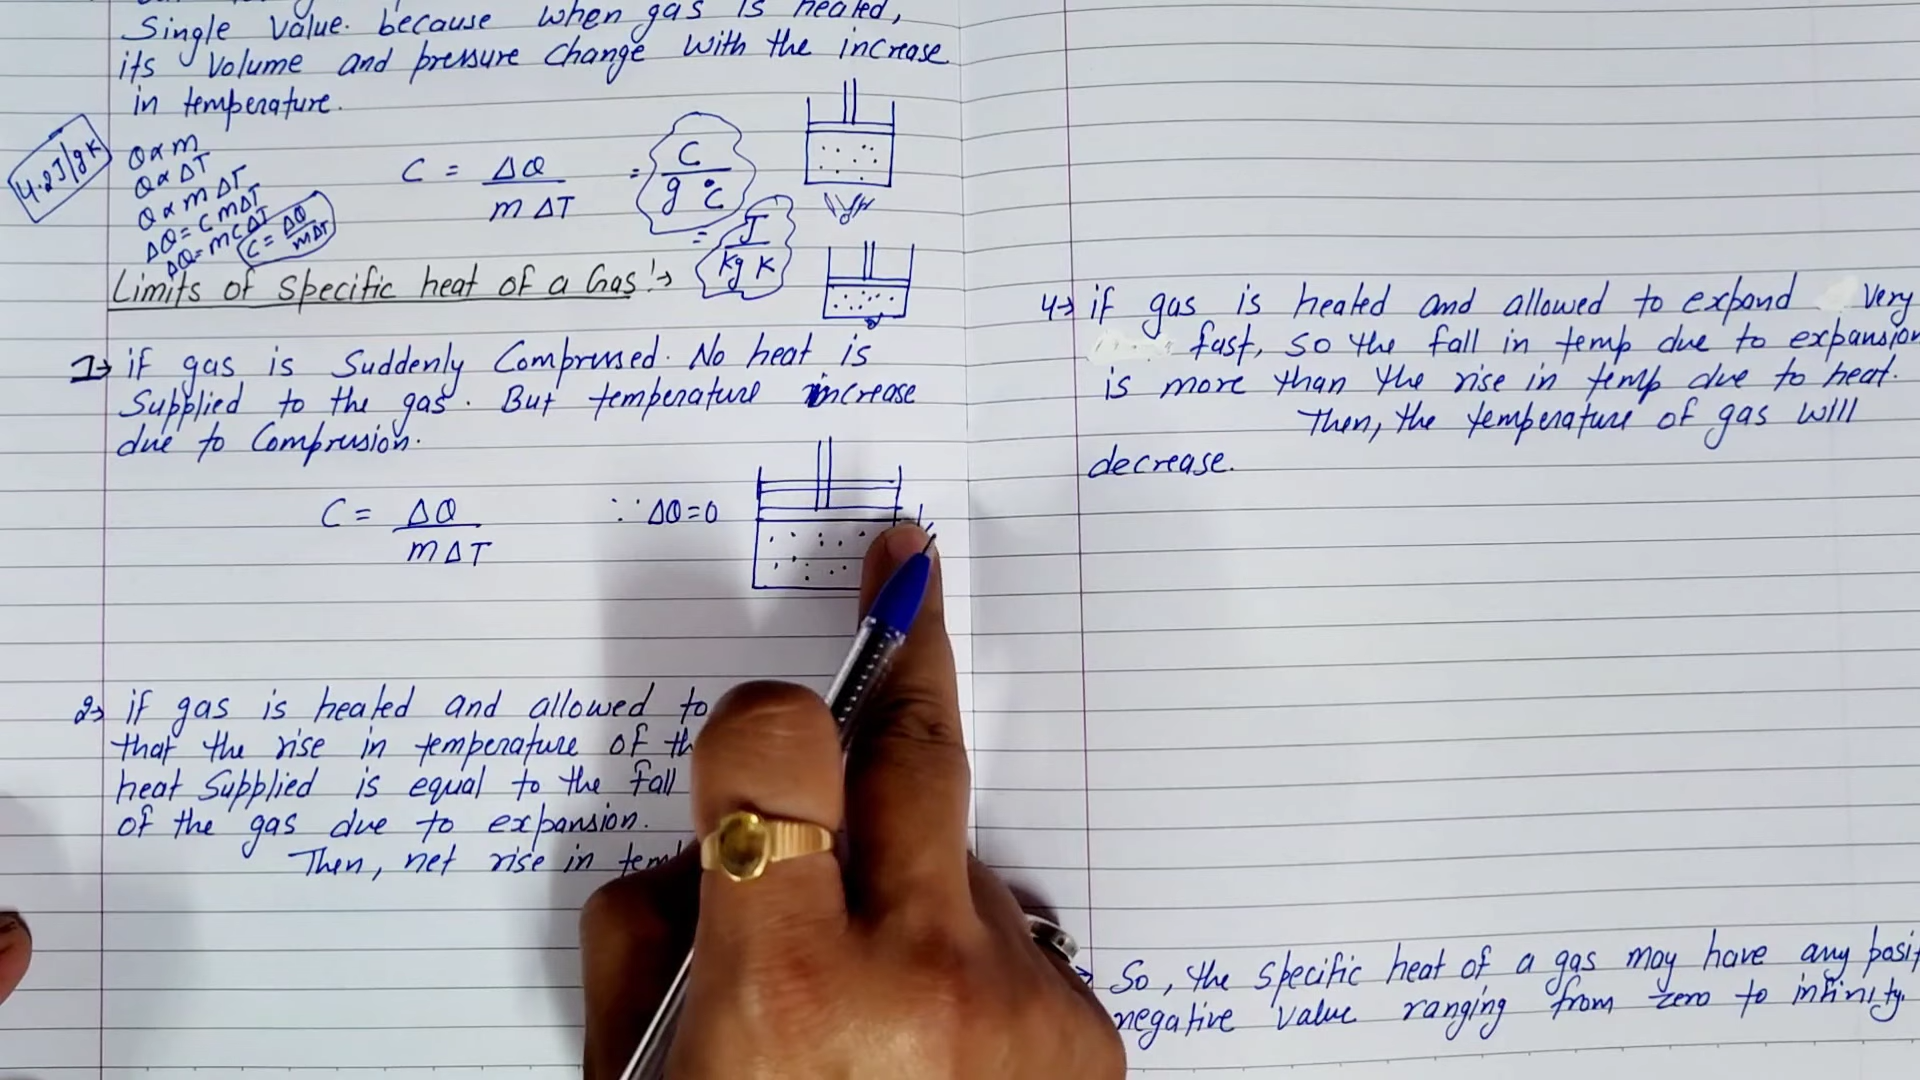 Single value. because when gas is heated,
its volume and pressure change with the increase
in temperature.
4.2J/gK
Q∝m
Q∝ΔT
Q∝mΔT
ΔQ=CmΔT
ΔQ=mCΔT
C=ΔQ/mΔT
C = ΔQ/mΔT = C/g°C
= J/kg K
Limits of specific heat of a Gas!→
1→ if gas is Suddenly Comprssed. No heat is
Supplied to the gas. But temperature increase
due to Comprssion.
C = ΔQ/mΔT ∵ ΔQ=0
2→ if gas is heated and allowed to
that the rise in temperature of th
heat Supplied is equal to the fall
of the gas due to expansion.
Then, net rise in tem
4→ if gas is heated and allowed to expand very
fast, so the fall in temp due to expansion
is more than the rise in temp due to heat.
Then, the temperature of gas will
decrease.
So, the specific heat of a gas may have any posit
negative value ranging from zero to infinity.